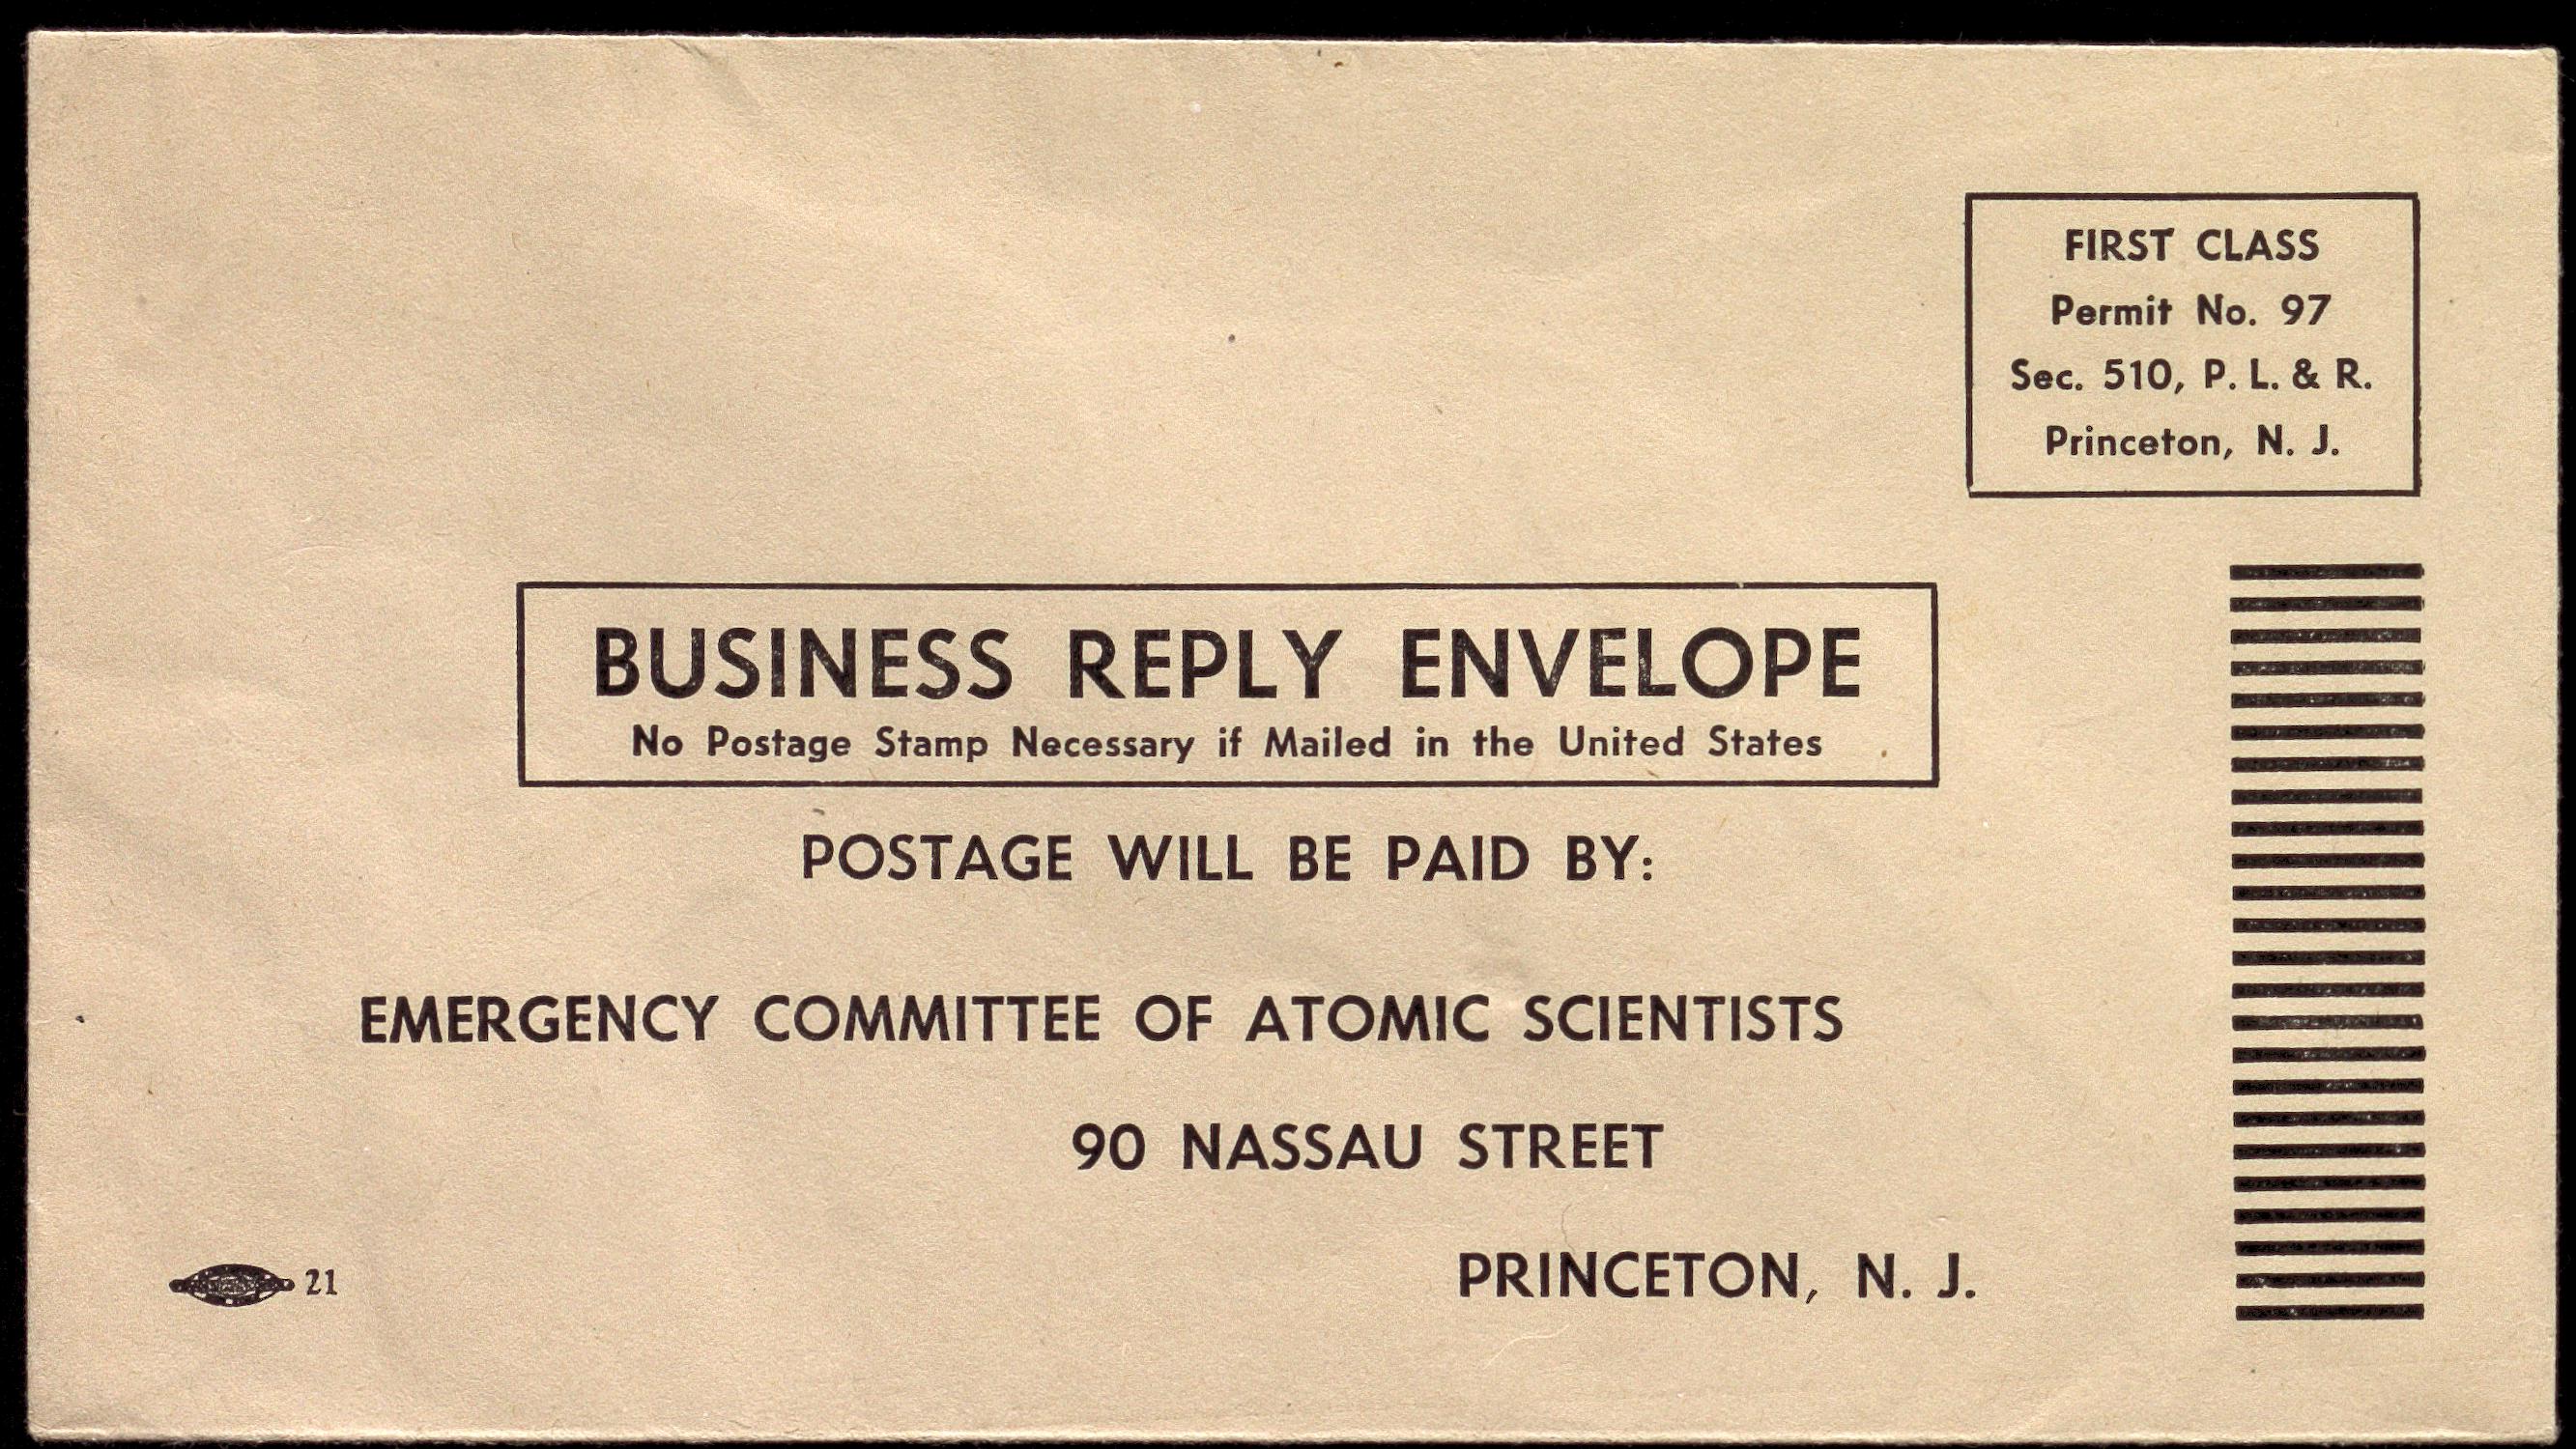 FIRST CLASS
Permit No. 97
Sec. 510, P. L. & R.
Princeton, N. J.
BUSINESS REPLY ENVELOPE
No Postage Stamp Necessary if Mailed in the United States
POSTAGE WILL BE PAID BY:
EMERGENCY COMMITTEE OF ATOMIC SCIENTISTS
90 NASSAU STREET
PRINCETON, N. J.
21